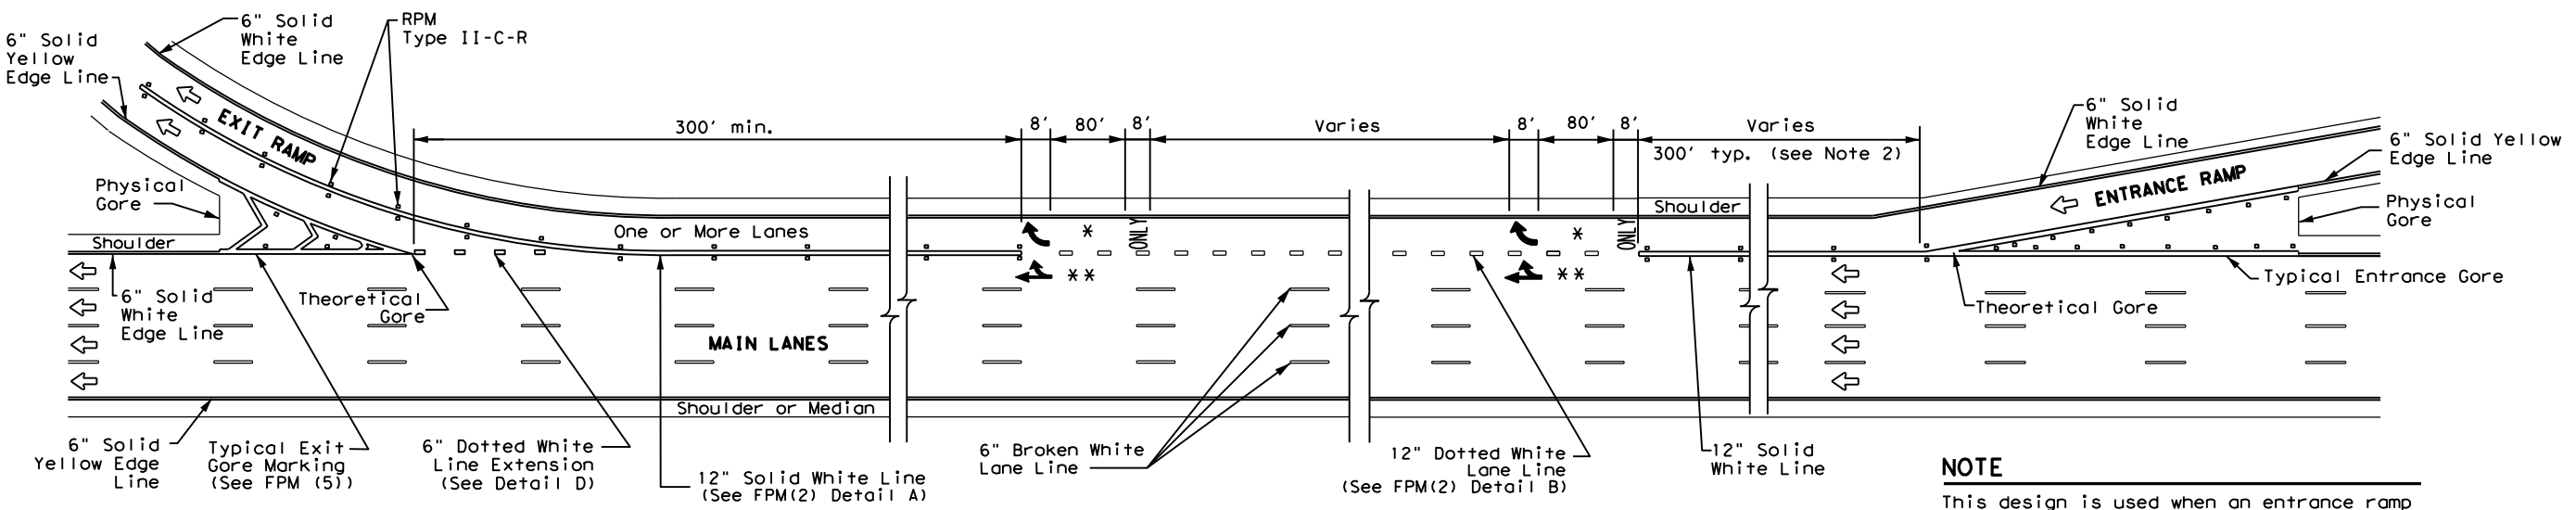 6" Solid
White
Edge Line
RPM
Type II-C-R
6" Solid
Yellow
Edge Line
EXIT RAMP
300' min.
8'
80'
8'
Varies
8'
80'
8'
Varies
300' typ. (see Note 2)
6" Solid
White
Edge Line
6" Solid Yellow
Edge Line
ENTRANCE RAMP
Physical
Gore
Physical
Gore
Shoulder
One or More Lanes
*
ONLY
*
ONLY
Shoulder
**
**
Typical Entrance Gore
6" Solid
White
Edge Line
Theoretical
Gore
Theoretical Gore
MAIN LANES
Shoulder or Median
6" Solid
Yellow Edge
Line
Typical Exit
Gore Marking
(See FPM (5))
6" Dotted White
Line Extension
(See Detail D)
12" Solid White Line
(See FPM(2) Detail A)
6" Broken White
Lane Line
12" Dotted White
Lane Line
(See FPM(2) Detail B)
12" Solid
White Line
NOTE
This design is used when an entrance ramp